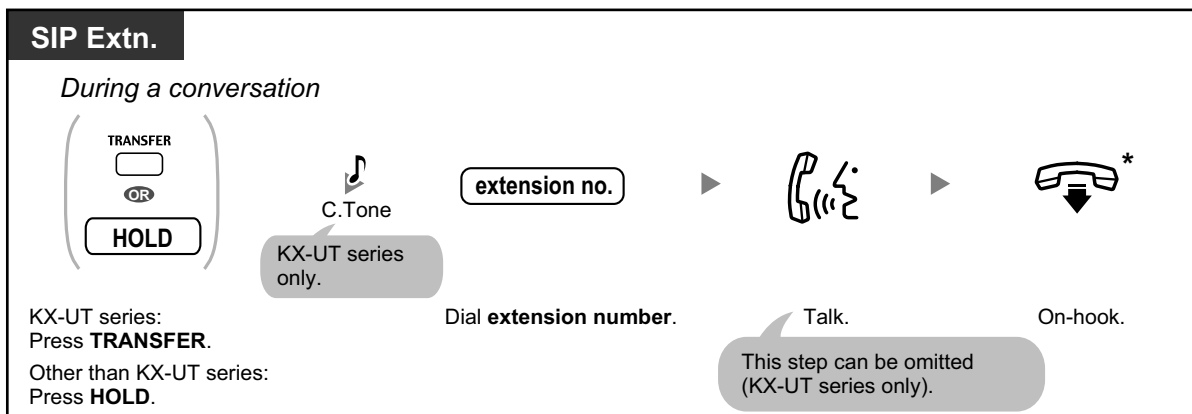 SIP Extn.
During a conversation
TRANSFER
OR
HOLD
C.Tone
KX-UT series
only.
extension no.
*
KX-UT series:
Press TRANSFER.
Other than KX-UT series:
Press HOLD.
Dial extension number.
Talk.
This step can be omitted
(KX-UT series only).
On-hook.